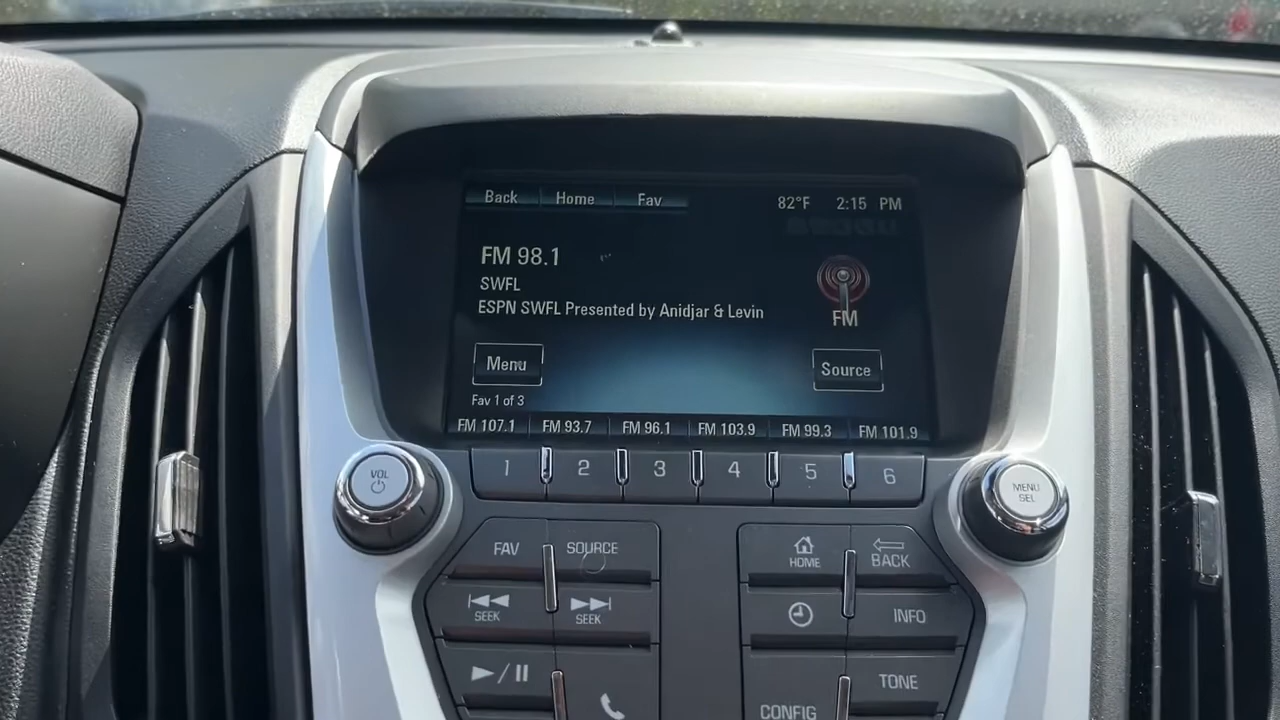 Back Home Fav 82°F 2:15 PM
FM 98.1
SWFL
ESPN SWFL Presented by Anidjar & Levin
FM
Menu Source
Fav 1 of 3
FM 107.1 FM 93.7 FM 96.1 FM 103.9 FM 99.3 FM 101.9
1 2 3 4 5 6
VOL
MENU
SEL
FAV SOURCE
HOME BACK
SEEK SEEK
INFO
TONE
CONFIG